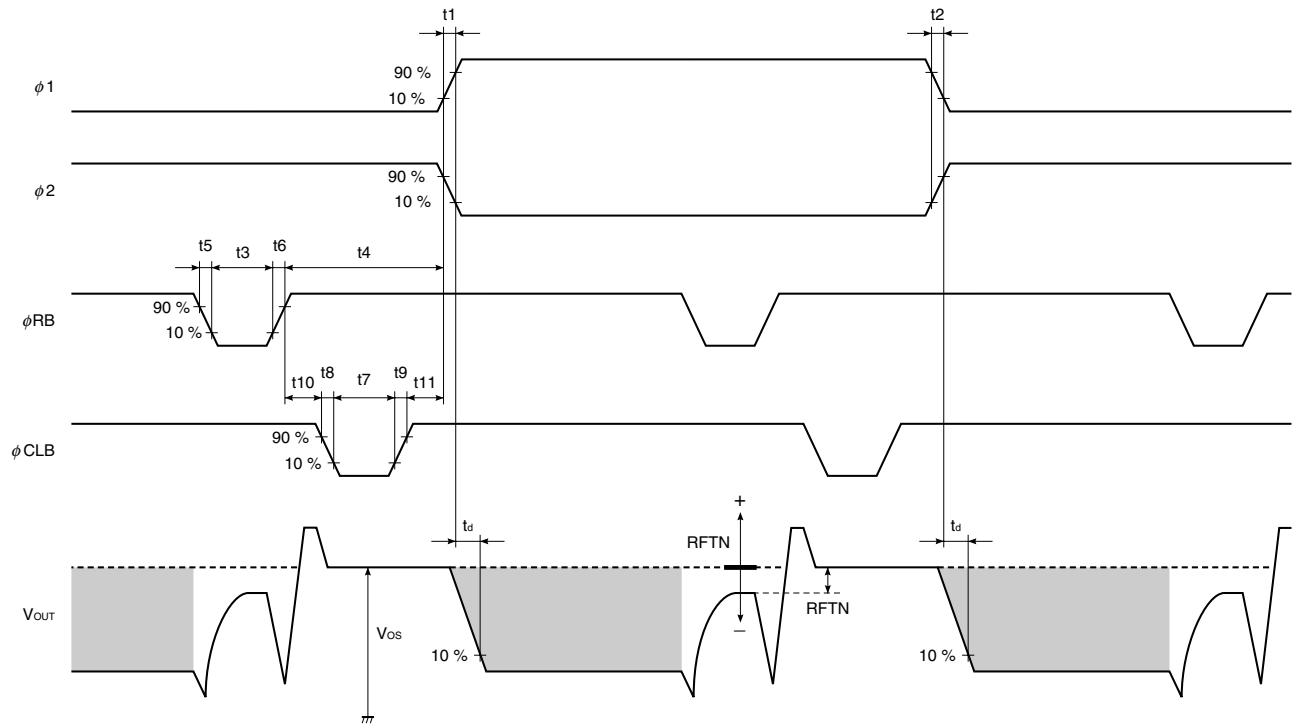 t1
t2
90 %
ϕ1
10 %
90 %
ϕ2
10 %
t5 t3 t6 t4
90 %
ϕRB
10 %
t10 t8 t7 t9 t11
90 %
ϕCLB
10 %
+
td
RFTN
td
RFTN
VOUT
–
VOS
10 %
10 %